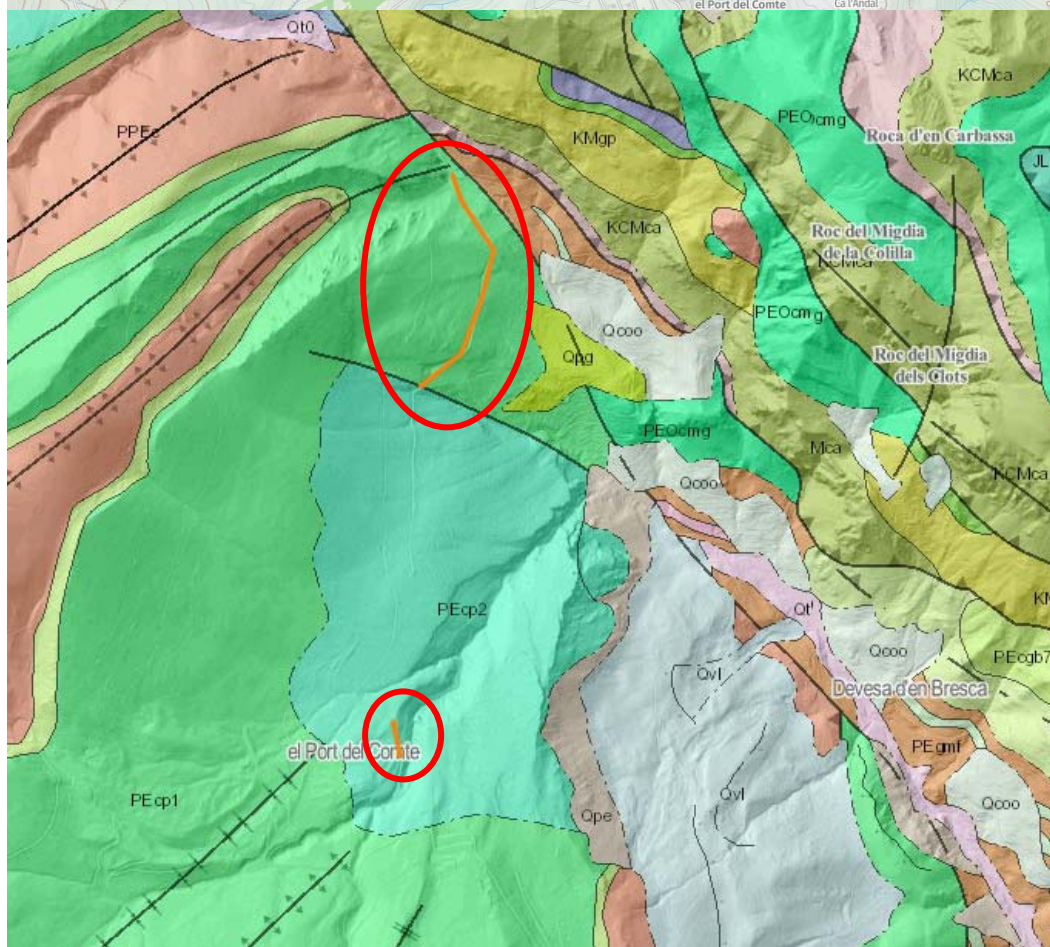 el Port del Comte
Ca l'Andal
Qt0
KCMca
PPEc
KMgp
PEOcmg
Roca d'en Carbassa
JL
KCMca
Roc del Migdia
de la Colilla
KCMca
PEOcmg
Qcoo
Qpg
Roc del Migdia
dels Clots
PEOcmg
Mca
KCMca
Qcoo
PEcp2
Qt
KM
Qcoo
PEcgb7
Qvl
Devesa d'en Bresca
el Port del Comte
PEgmf
PEcp1
Qvl
Qcoo
Qpe